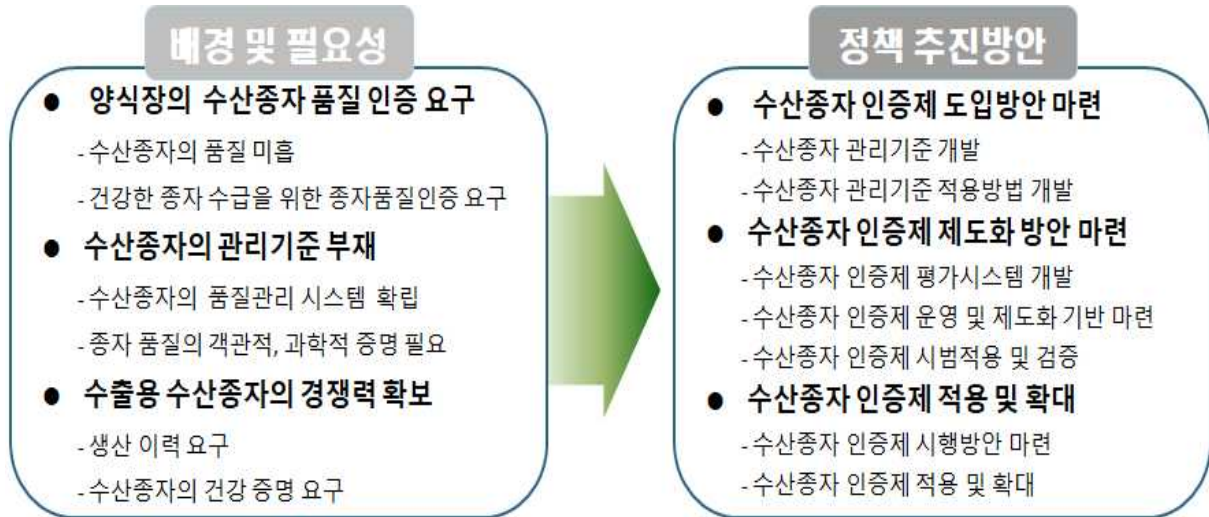 배경 및 필요성
● 양식장의 수산종자 품질 인증 요구
- 수산종자의 품질 미흡
- 건강한 종자 수급을 위한 종자품질인증 요구
● 수산종자의 관리기준 부재
- 수산종자의 품질관리 시스템 확립
- 종자 품질의 객관적, 과학적 증명 필요
● 수출용 수산종자의 경쟁력 확보
- 생산 이력 요구
- 수산종자의 건강 증명 요구
정책 추진방안
● 수산종자 인증제 도입방안 마련
- 수산종자 관리기준 개발
- 수산종자 관리기준 적용방법 개발
● 수산종자 인증제 제도화 방안 마련
- 수산종자 인증제 평가시스템 개발
- 수산종자 인증제 운영 및 제도화 기반 마련
- 수산종자 인증제 시범적용 및 검증
● 수산종자 인증제 적용 및 확대
- 수산종자 인증제 시행방안 마련
- 수산종자 인증제 적용 및 확대